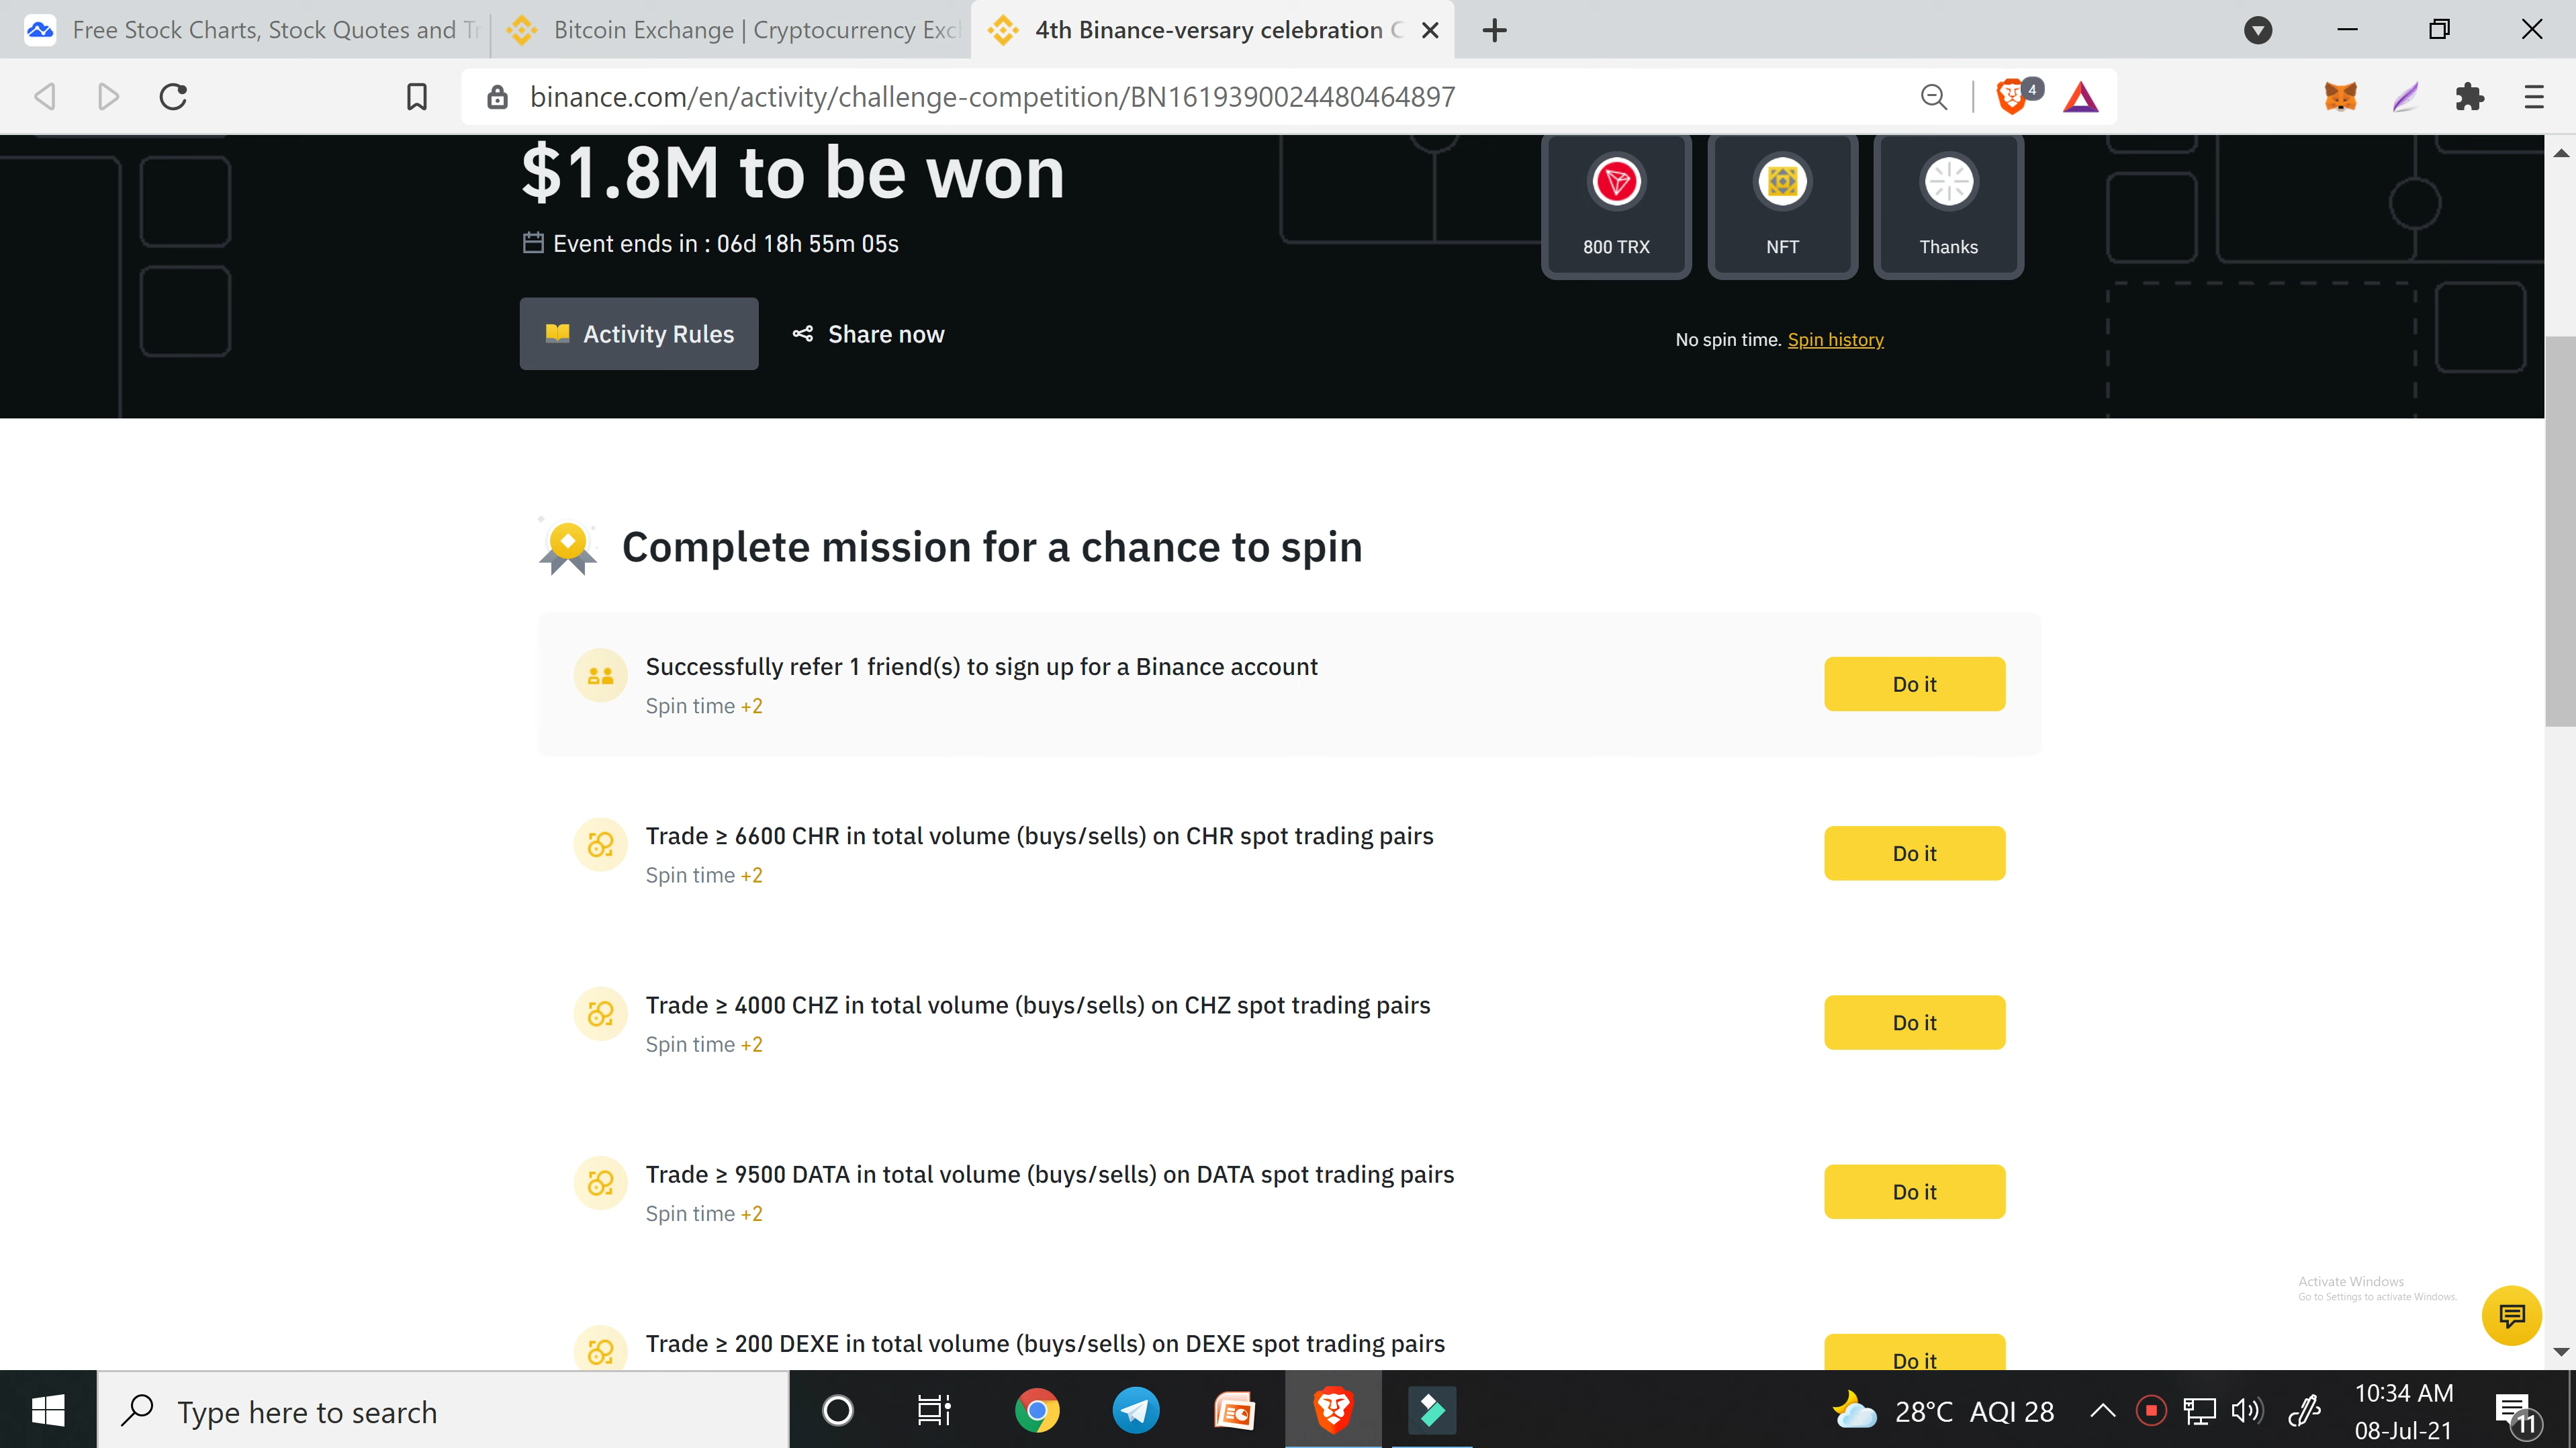 Free Stock Charts, Stock Quotes and Tr
Bitcoin Exchange | Cryptocurrency Excl
4th Binance-versary celebration C
binance.com/en/activity/challenge-competition/BN1619390024480464897
4
$1.8M to be won
Event ends in : 06d 18h 55m 05s
Activity Rules
Share now
800 TRX
NFT
Thanks
No spin time. Spin history
Complete mission for a chance to spin
Successfully refer 1 friend(s) to sign up for a Binance account
Spin time +2
Do it
Trade ≥ 6600 CHR in total volume (buys/sells) on CHR spot trading pairs
Spin time +2
Do it
Trade ≥ 4000 CHZ in total volume (buys/sells) on CHZ spot trading pairs
Spin time +2
Do it
Trade ≥ 9500 DATA in total volume (buys/sells) on DATA spot trading pairs
Spin time +2
Do it
Trade ≥ 200 DEXE in total volume (buys/sells) on DEXE spot trading pairs
Do it
Activate Windows
Go to Settings to activate Windows.
Type here to search
28°C AQI 28
10:34 AM
08-Jul-21
11